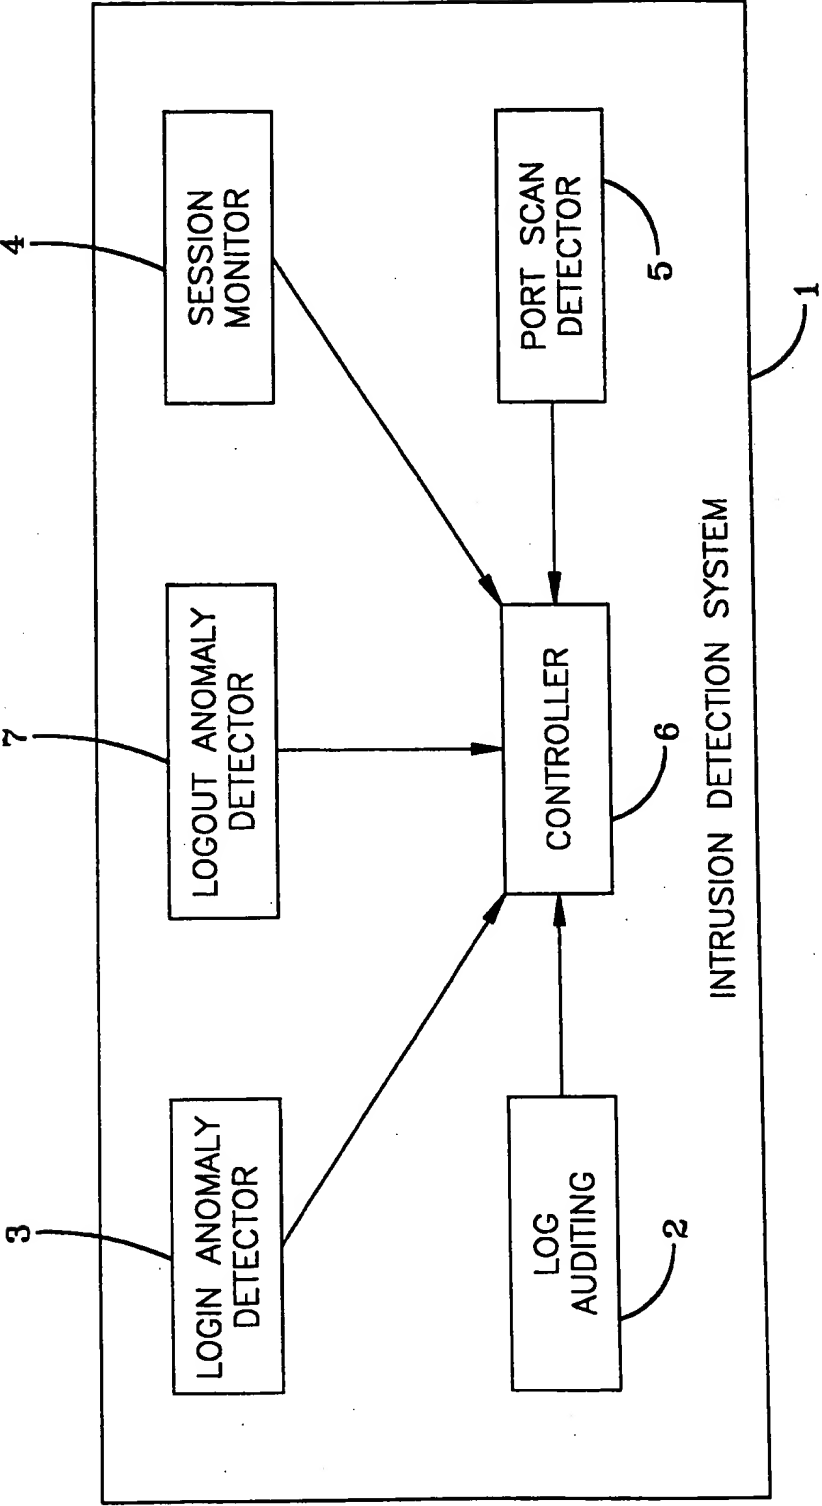 3
7
4
LOGIN ANOMALY
DETECTOR
LOGOUT ANOMALY
DETECTOR
SESSION
MONITOR
LOG
AUDITING
CONTROLLER
PORT SCAN
DETECTOR
2
6
5
INTRUSION DETECTION SYSTEM
1